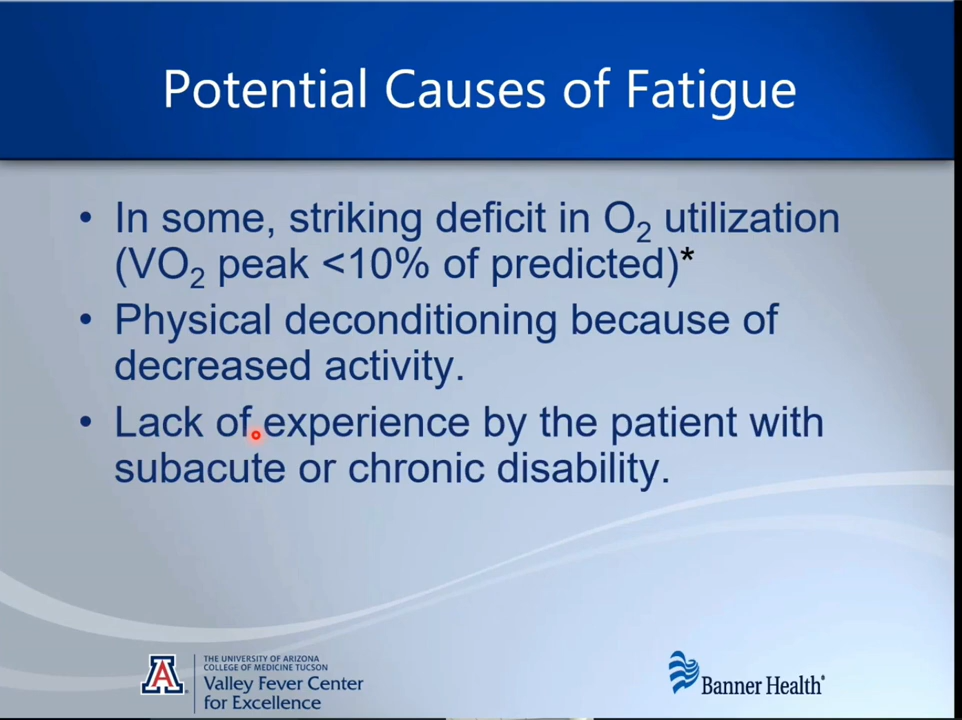 Potential Causes of Fatigue
• In some, striking deficit in O₂ utilization
(VO₂ peak <10% of predicted)*
• Physical deconditioning because of
decreased activity.
• Lack of experience by the patient with
subacute or chronic disability.
A
THE UNIVERSITY OF ARIZONA
COLLEGE OF MEDICINE TUCSON
Valley Fever Center
for Excellence
Banner Health®